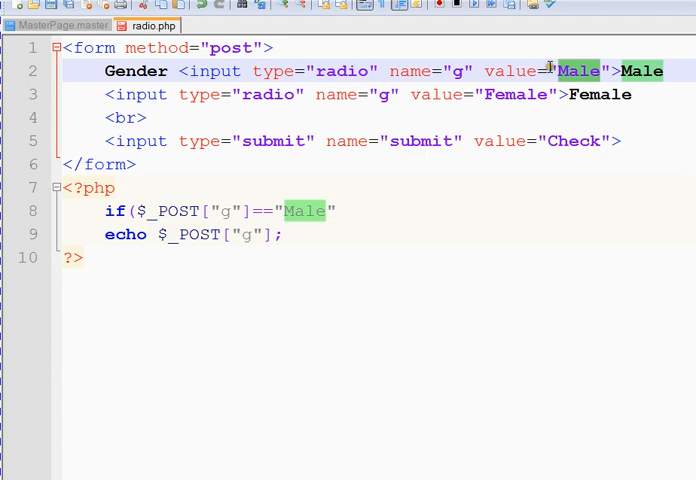 MasterPage.master radio.php
1 <form method="post">
2 Gender <input type="radio" name="g" value="Male">Male
3 <input type="radio" name="g" value="Female">Female
4 <br>
5 <input type="submit" name="submit" value="Check">
6 </form>
7 <?php
8 if($_POST["g"]=="Male"
9 echo $_POST["g"];
10 ?>